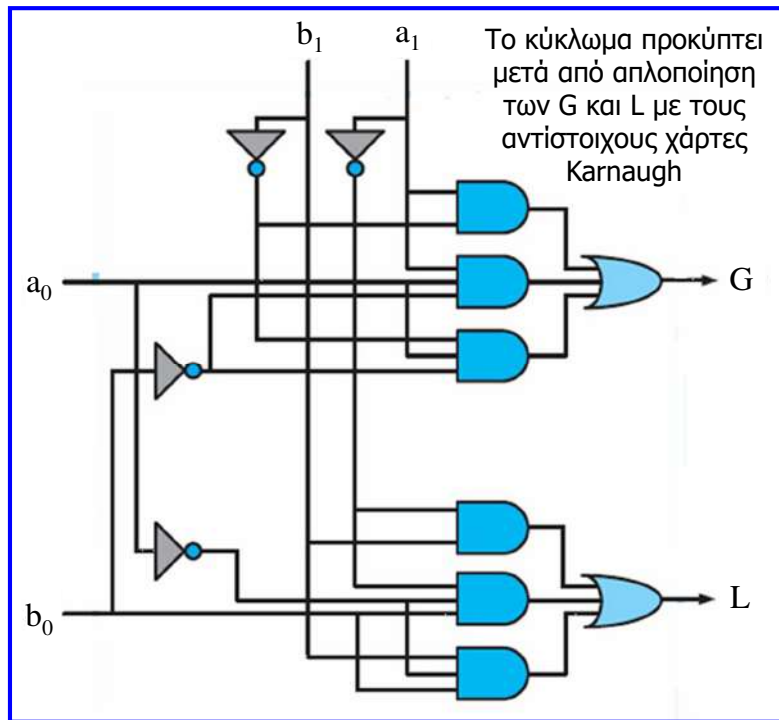 b₁
a₁
Το κύκλωμα προκύπτει
μετά από απλοποίηση
των G και L με τους
αντίστοιχους χάρτες
Karnaugh
a₀
G
b₀
L